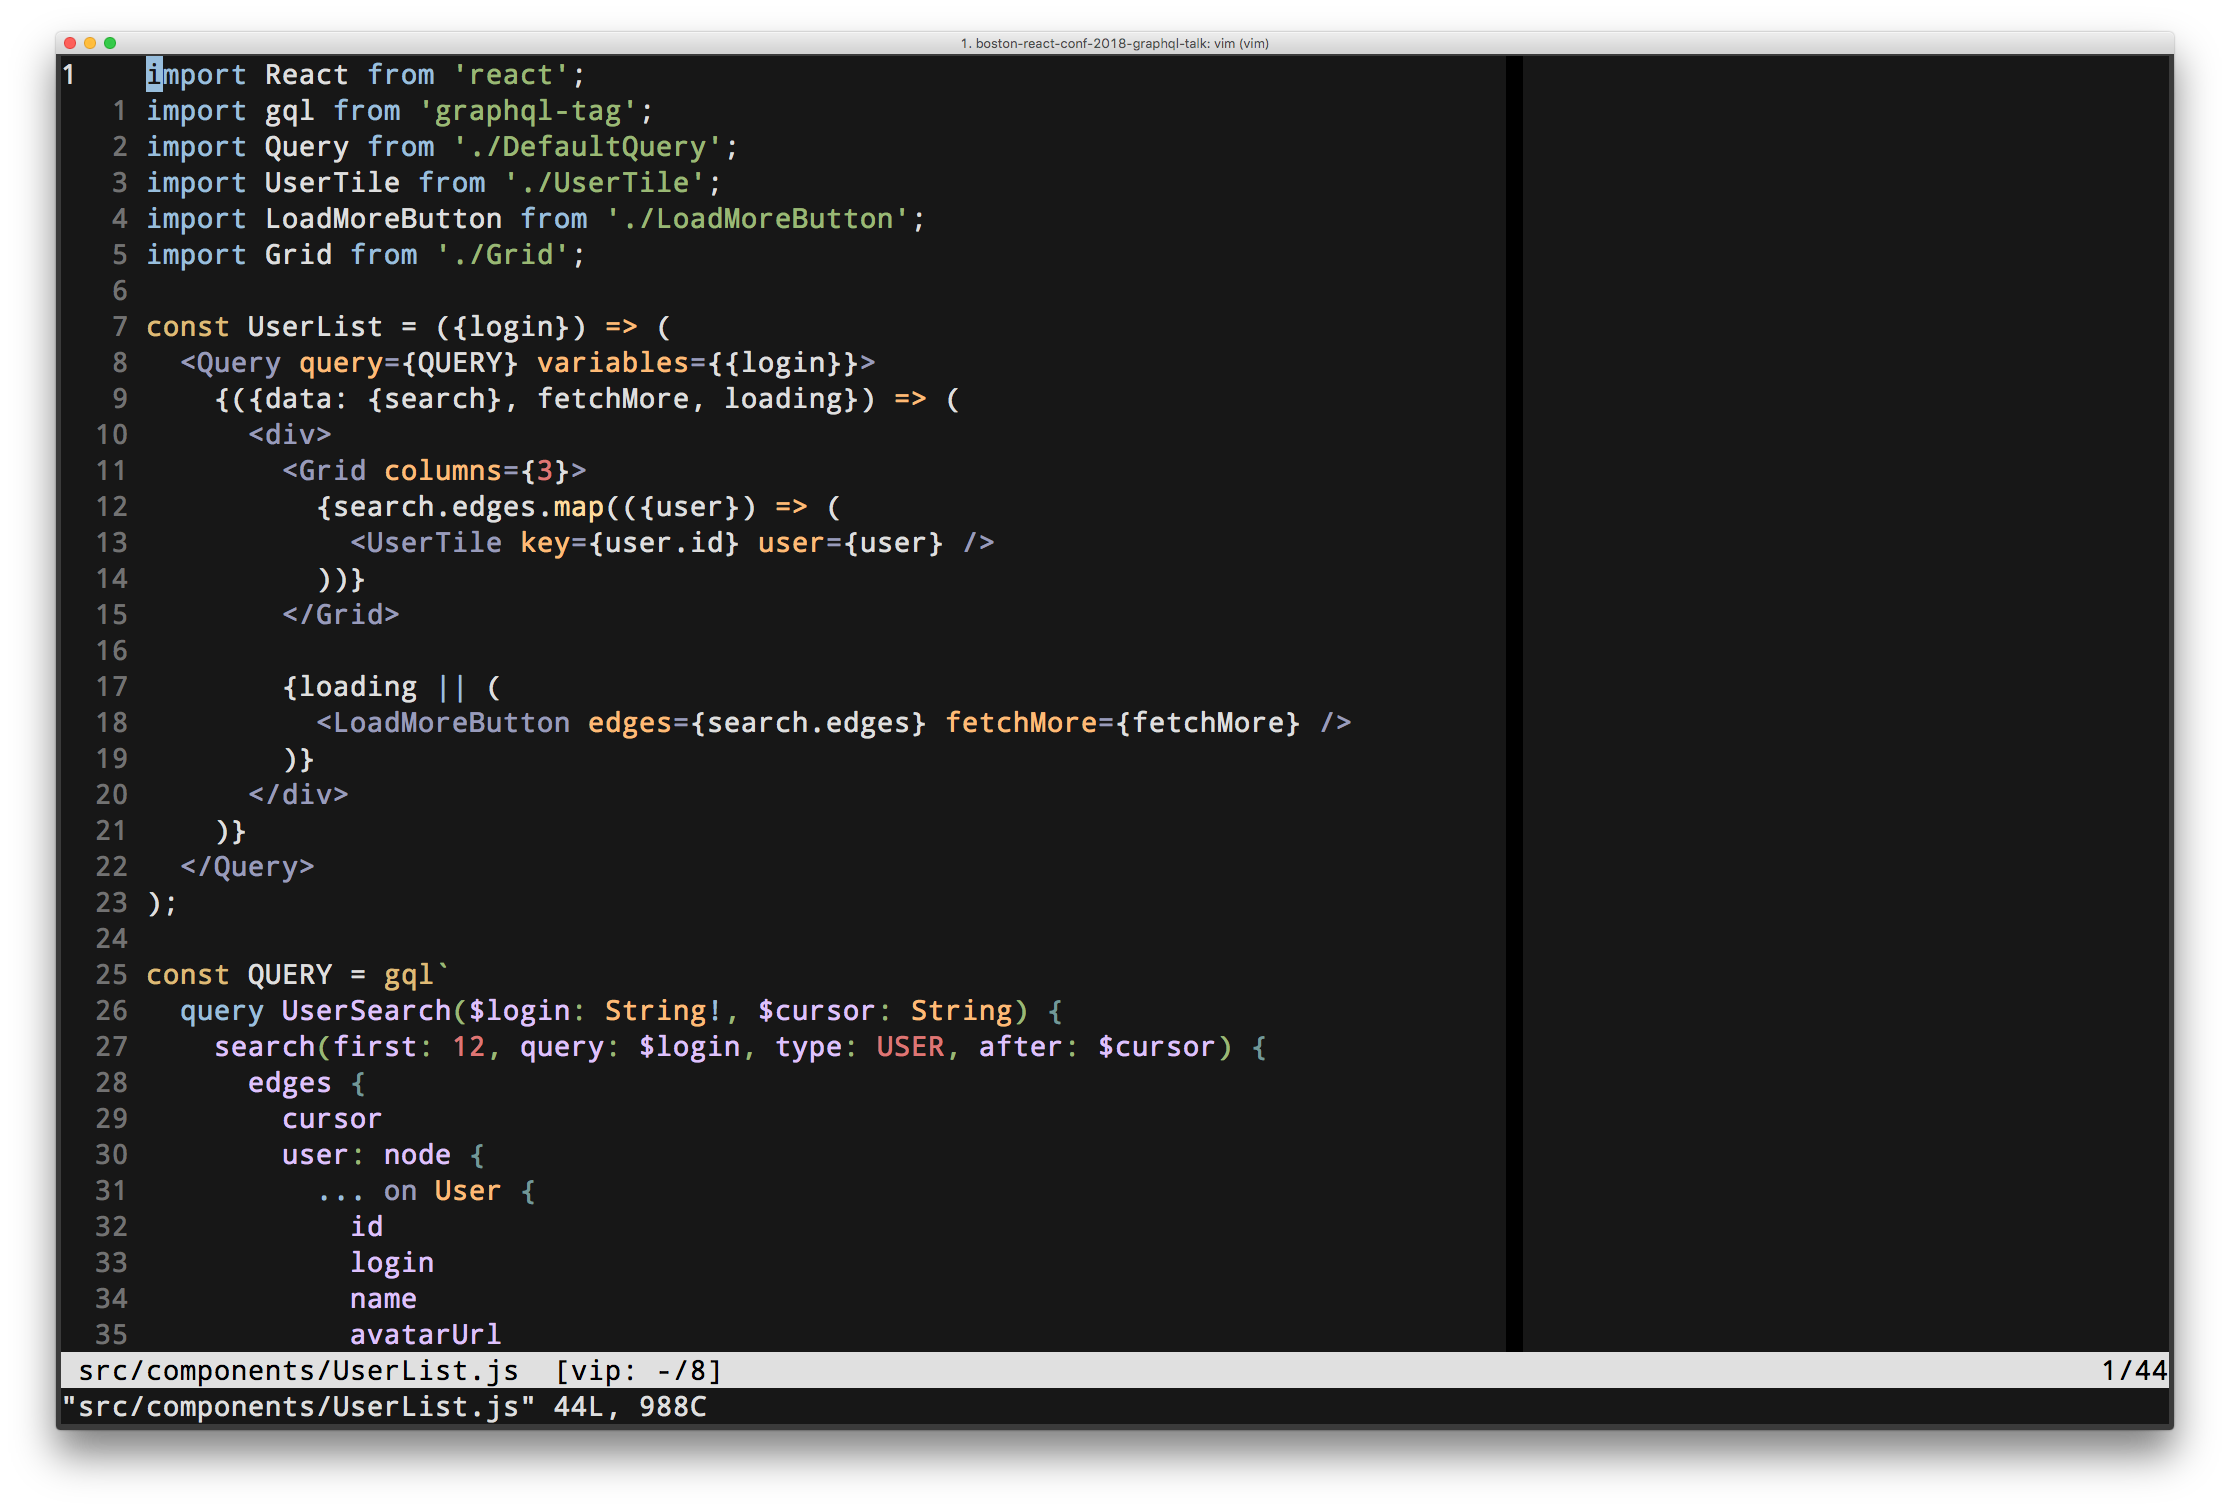 1. boston-react-conf-2018-graphql-talk: vim (vim)
1    import React from 'react';
   1 import gql from 'graphql-tag';
   2 import Query from './DefaultQuery';
   3 import UserTile from './UserTile';
   4 import LoadMoreButton from './LoadMoreButton';
   5 import Grid from './Grid';
   6
   7 const UserList = ({login}) => (
   8   <Query query={QUERY} variables={{login}}>
   9     {({data: {search}, fetchMore, loading}) => (
  10       <div>
  11         <Grid columns={3}>
  12           {search.edges.map(({user}) => (
  13             <UserTile key={user.id} user={user} />
  14           ))}
  15         </Grid>
  16
  17         {loading || (
  18           <LoadMoreButton edges={search.edges} fetchMore={fetchMore} />
  19         )}
  20       </div>
  21     )}
  22   </Query>
  23 );
  24
  25 const QUERY = gql`
  26   query UserSearch($login: String!, $cursor: String) {
  27     search(first: 12, query: $login, type: USER, after: $cursor) {
  28       edges {
  29         cursor
  30         user: node {
  31           ... on User {
  32             id
  33             login
  34             name
  35             avatarUrl
 src/components/UserList.js  [vip: -/8] 1/44
"src/components/UserList.js" 44L, 988C